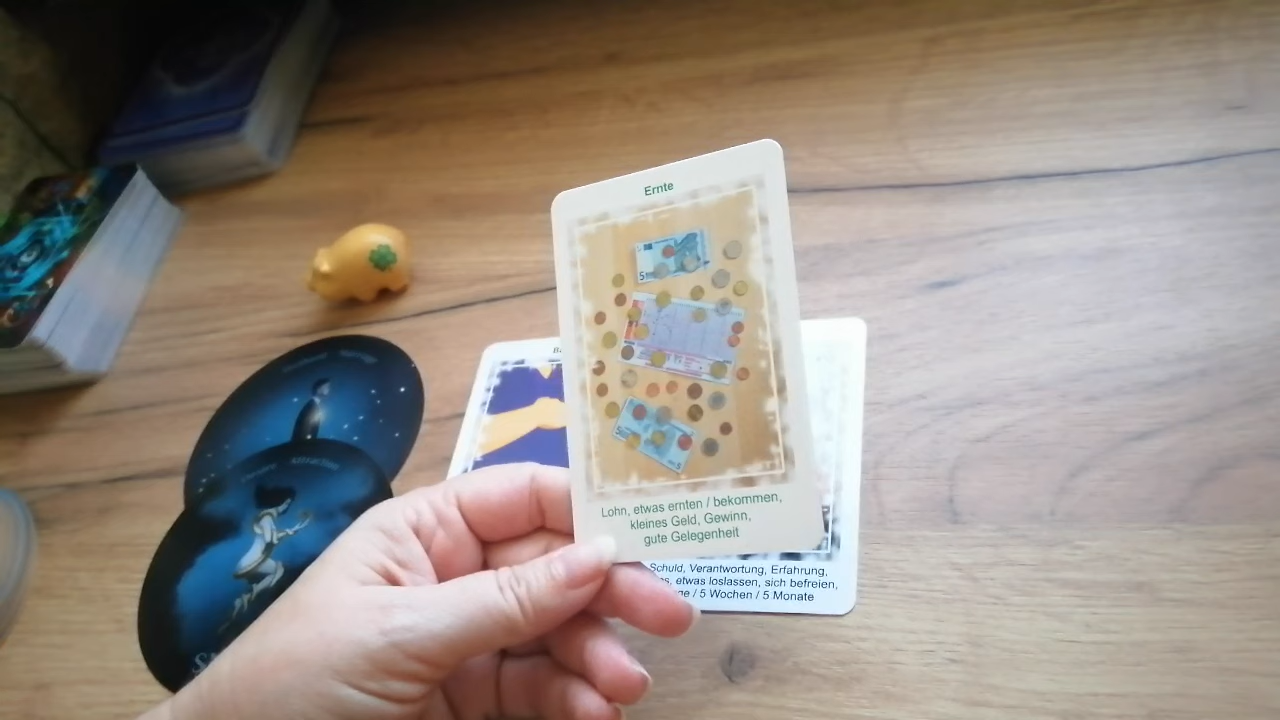 Ernte
Lohn, etwas ernten / bekommen,
kleines Geld, Gewinn,
gute Gelegenheit
Schuld, Verantwortung, Erfahrung,
etwas loslassen, sich befreien,
/ 5 Wochen / 5 Monate